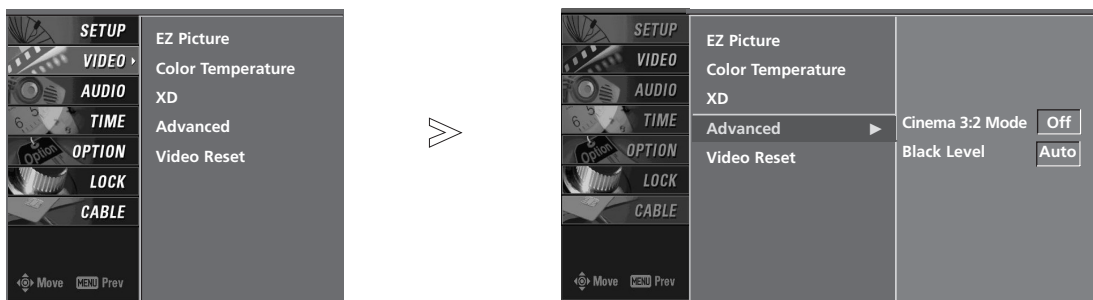 SETUP
VIDEO
AUDIO
TIME
OPTION
LOCK
CABLE
EZ Picture
Color Temperature
XD
Advanced
Video Reset
Move MENU Prev
SETUP
VIDEO
AUDIO
TIME
OPTION
LOCK
CABLE
EZ Picture
Color Temperature
XD
Advanced ▶
Video Reset
Cinema 3:2 Mode Off
Black Level Auto
Move MENU Prev